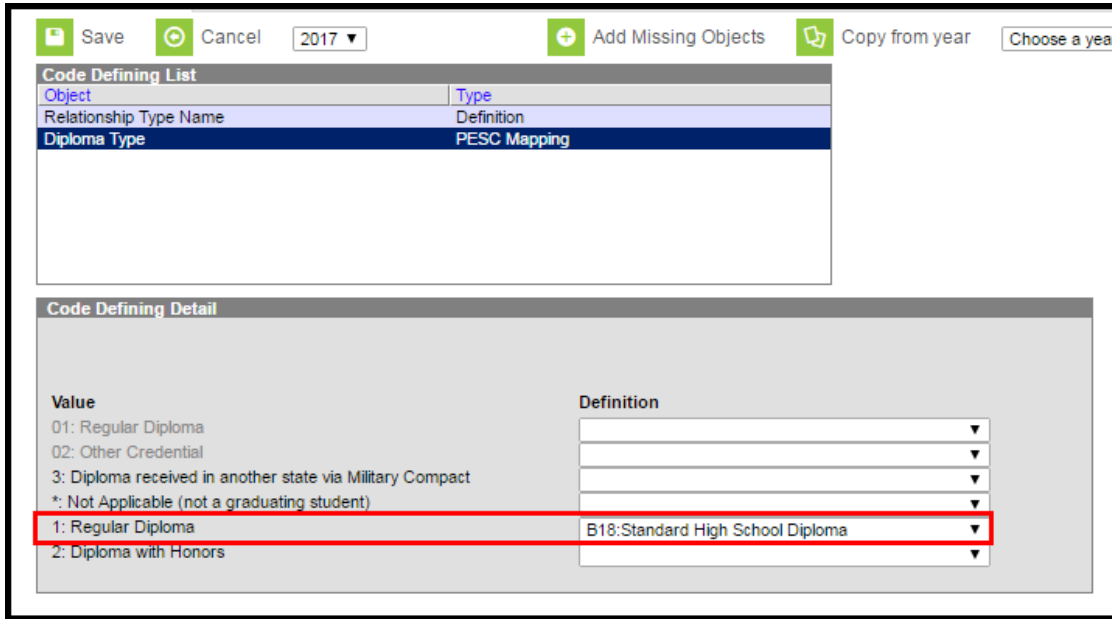 Save Cancel 2017 Add Missing Objects Copy from year Choose a yea
Code Defining List
Object Type
Relationship Type Name Definition
Diploma Type PESC Mapping
Code Defining Detail
Value Definition
01: Regular Diploma
02: Other Credential
3: Diploma received in another state via Military Compact
*: Not Applicable (not a graduating student)
1: Regular Diploma B18:Standard High School Diploma
2: Diploma with Honors